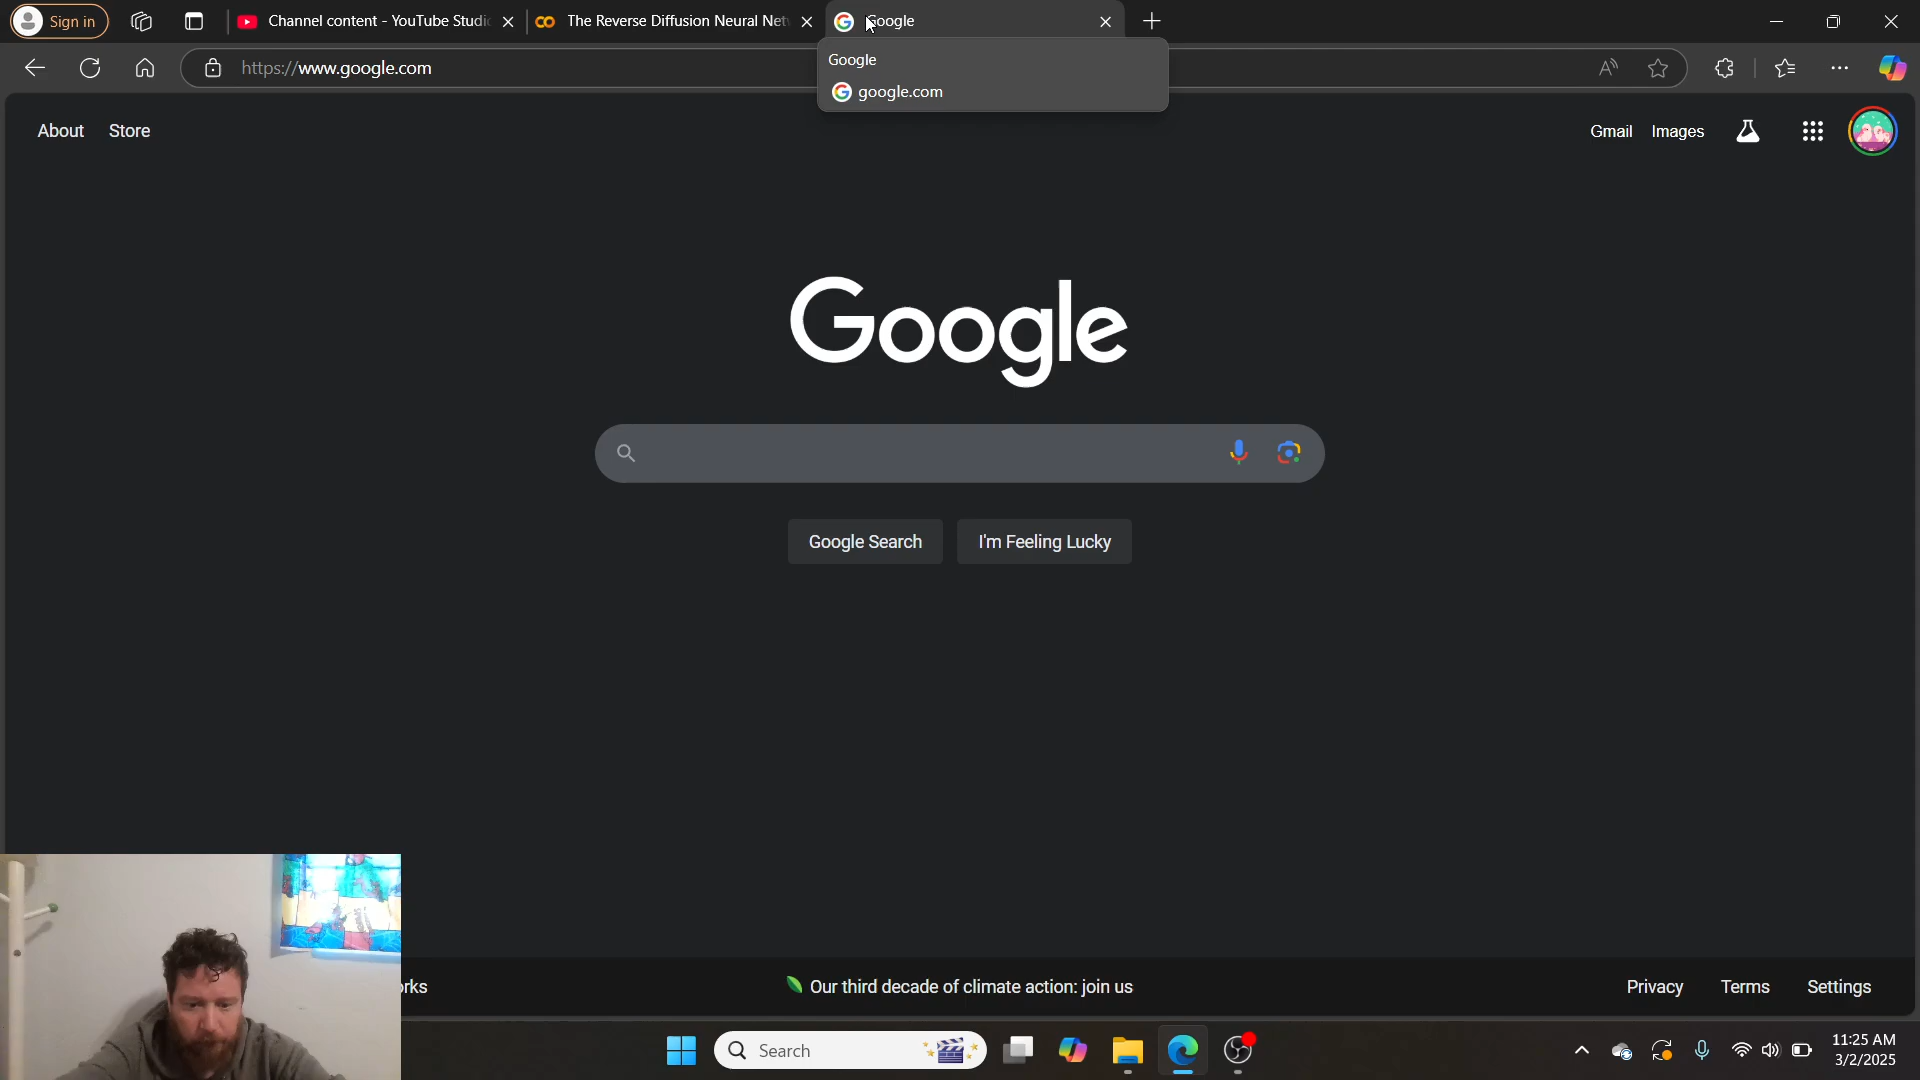 Sign in
Channel content - YouTube Studio
The Reverse Diffusion Neural Net
Google
https://www.google.com
Google
google.com
About
Store
Gmail
Images
Google
Google Search
I'm Feeling Lucky
orks
Our third decade of climate action: join us
Privacy
Terms
Settings
Search
11:25 AM
3/2/2025